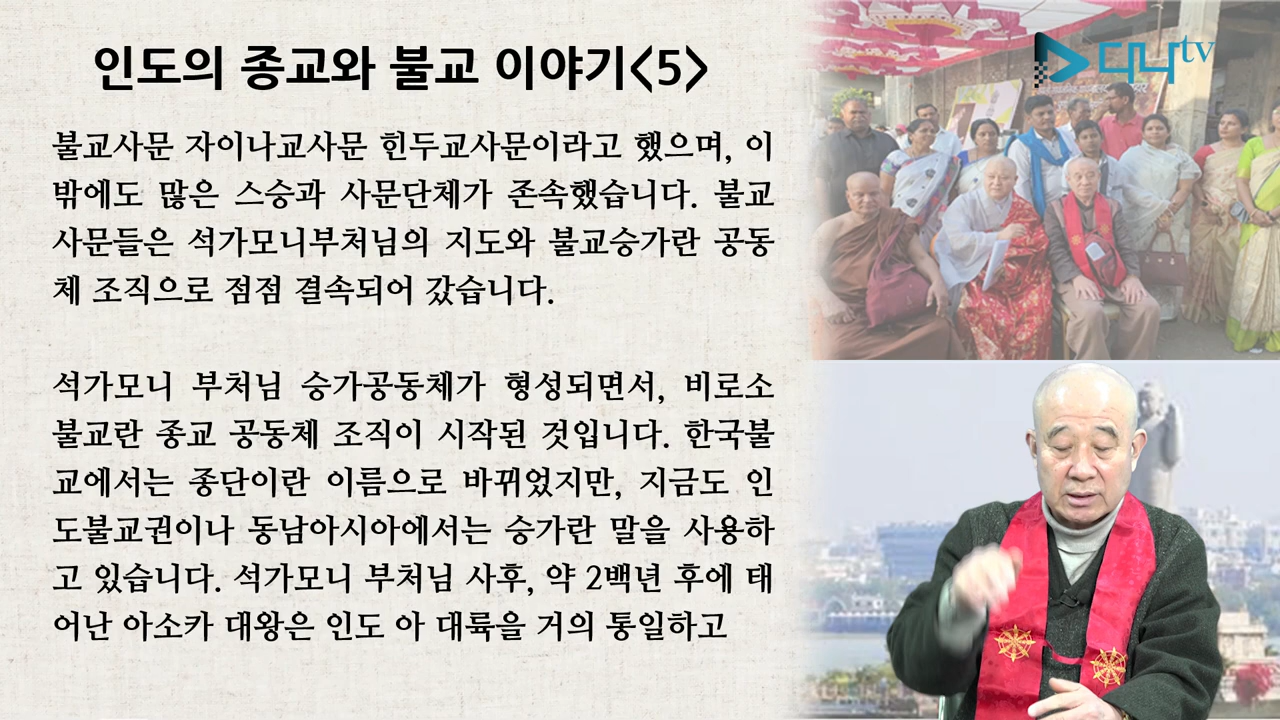 인도의 종교와 불교 이야기<5>
불교사문 자이나교사문 힌두교사문이라고 했으며, 이
밖에도 많은 스승과 사문단체가 존속했습니다. 불교
사문들은 석가모니부처님의 지도와 불교승가란 공동
체 조직으로 점점 결속되어 갔습니다.
석가모니 부처님 승가공동체가 형성되면서, 비로소
불교란 종교 공동체 조직이 시작된 것입니다. 한국불
교에서는 종단이란 이름으로 바뀌었지만, 지금도 인
도불교권이나 동남아시아에서는 승가란 말을 사용하
고 있습니다. 석가모니 부처님 사후, 약 2백년 후에 태
어난 아소카 대왕은 인도 아 대륙을 거의 통일하고
tv